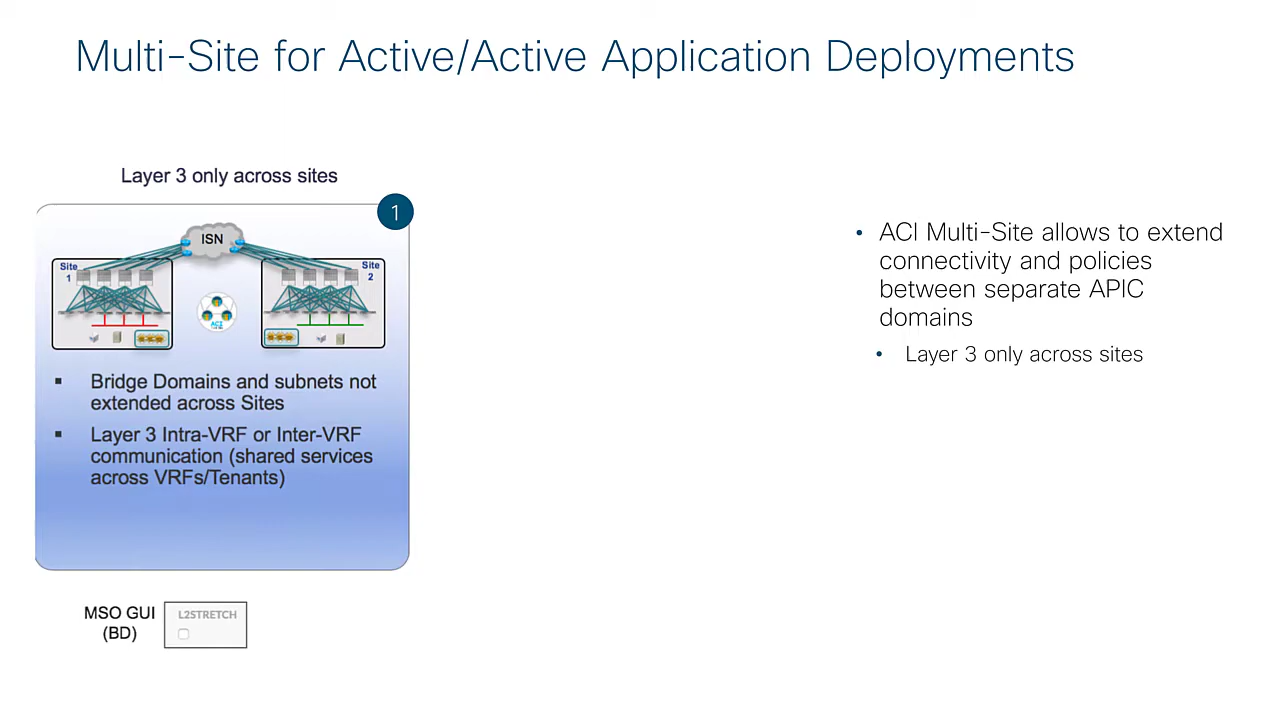 Multi-Site for Active/Active Application Deployments
Layer 3 only across sites
1
ISN
Site
1
Site
2
▪ Bridge Domains and subnets not
extended across Sites
▪ Layer 3 Intra-VRF or Inter-VRF
communication (shared services
across VRFs/Tenants)
MSO GUI
(BD)
L2STRETCH
• ACI Multi-Site allows to extend
connectivity and policies
between separate APIC
domains
• Layer 3 only across sites